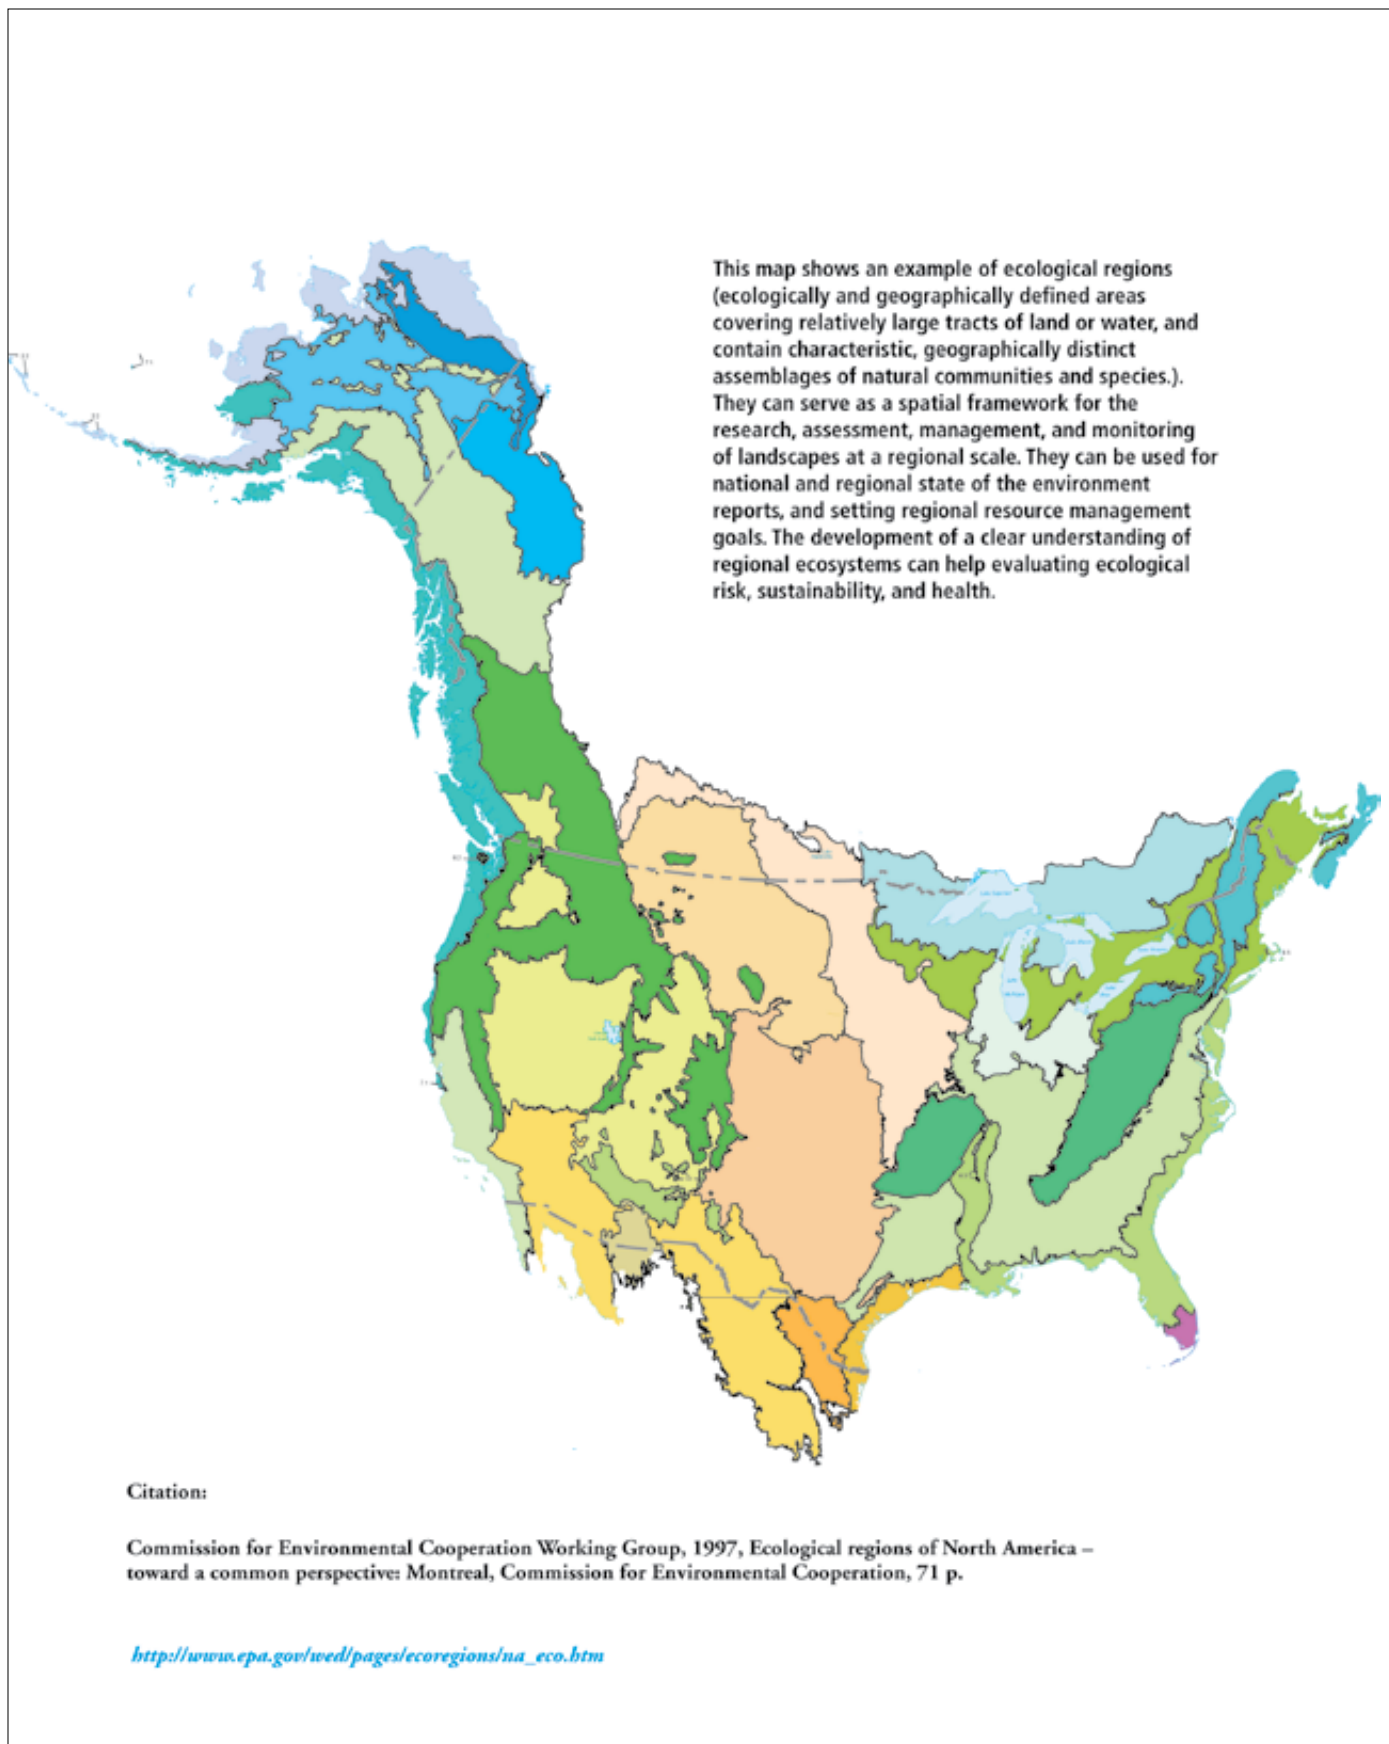 This map shows an example of ecological regions
(ecologically and geographically defined areas
covering relatively large tracts of land or water, and
contain characteristic, geographically distinct
assemblages of natural communities and species.).
They can serve as a spatial framework for the
research, assessment, management, and monitoring
of landscapes at a regional scale. They can be used for
national and regional state of the environment
reports, and setting regional resource management
goals. The development of a clear understanding of
regional ecosystems can help evaluating ecological
risk, sustainability, and health.
Citation:
Commission for Environmental Cooperation Working Group, 1997, Ecological regions of North America –
toward a common perspective: Montreal, Commission for Environmental Cooperation, 71 p.
http://www.epa.gov/wed/pages/ecoregions/na_eco.htm